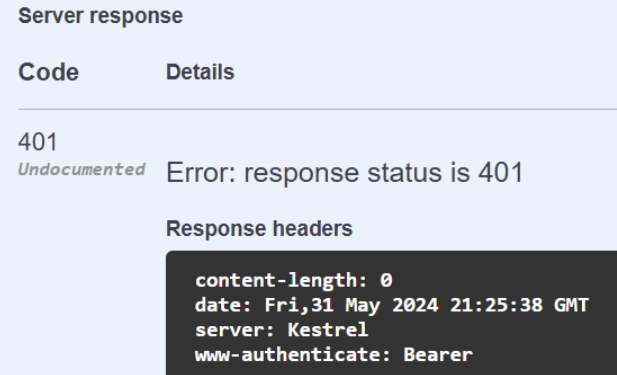 Server response
Code Details
401
Undocumented
Error: response status is 401
Response headers
content-length: 0
date: Fri,31 May 2024 21:25:38 GMT
server: Kestrel
www-authenticate: Bearer